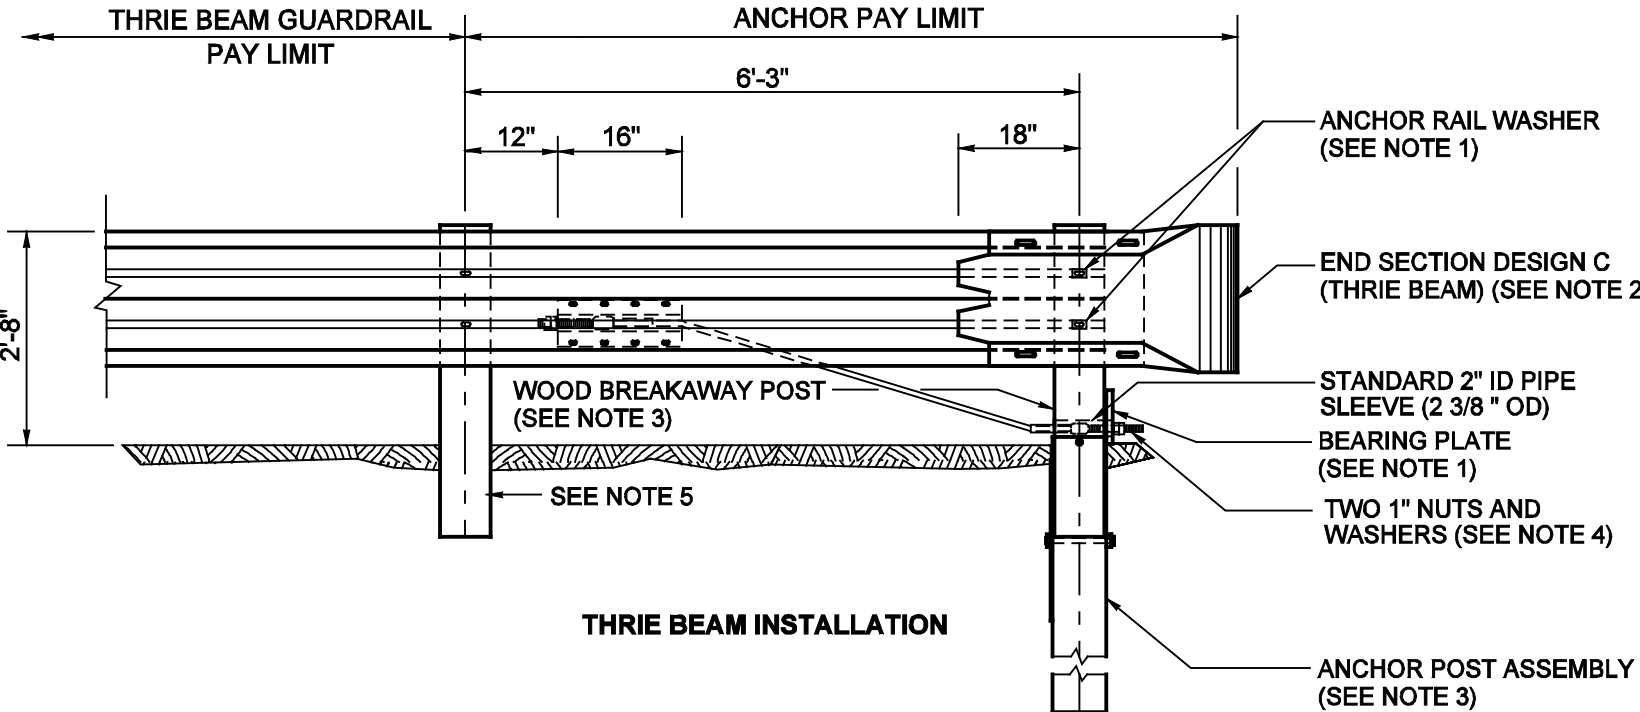 THRIE BEAM GUARDRAIL
PAY LIMIT
ANCHOR PAY LIMIT
6'-3"
12"
16"
18"
ANCHOR RAIL WASHER
(SEE NOTE 1)
END SECTION DESIGN C
(THRIE BEAM) (SEE NOTE 2
2'-8"
WOOD BREAKAWAY POST
(SEE NOTE 3)
STANDARD 2" ID PIPE
SLEEVE (2 3/8 " OD)
BEARING PLATE
(SEE NOTE 1)
SEE NOTE 5
TWO 1" NUTS AND
WASHERS (SEE NOTE 4)
THRIE BEAM INSTALLATION
ANCHOR POST ASSEMBLY
(SEE NOTE 3)